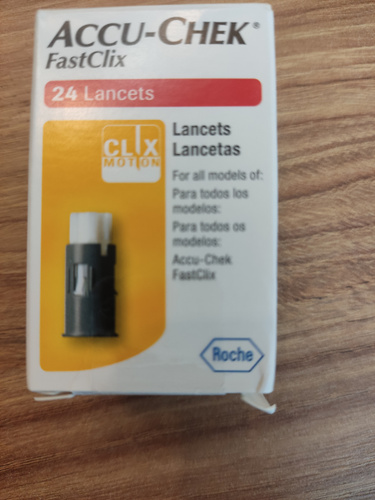 ACCU-CHEK®
FastClix
24 Lancets
CLIX
MOTION
Lancets
Lancetas
For all models of:
Para todos los
modelos:
Para todos os
modelos:
Accu-Chek
FastClix
Roche